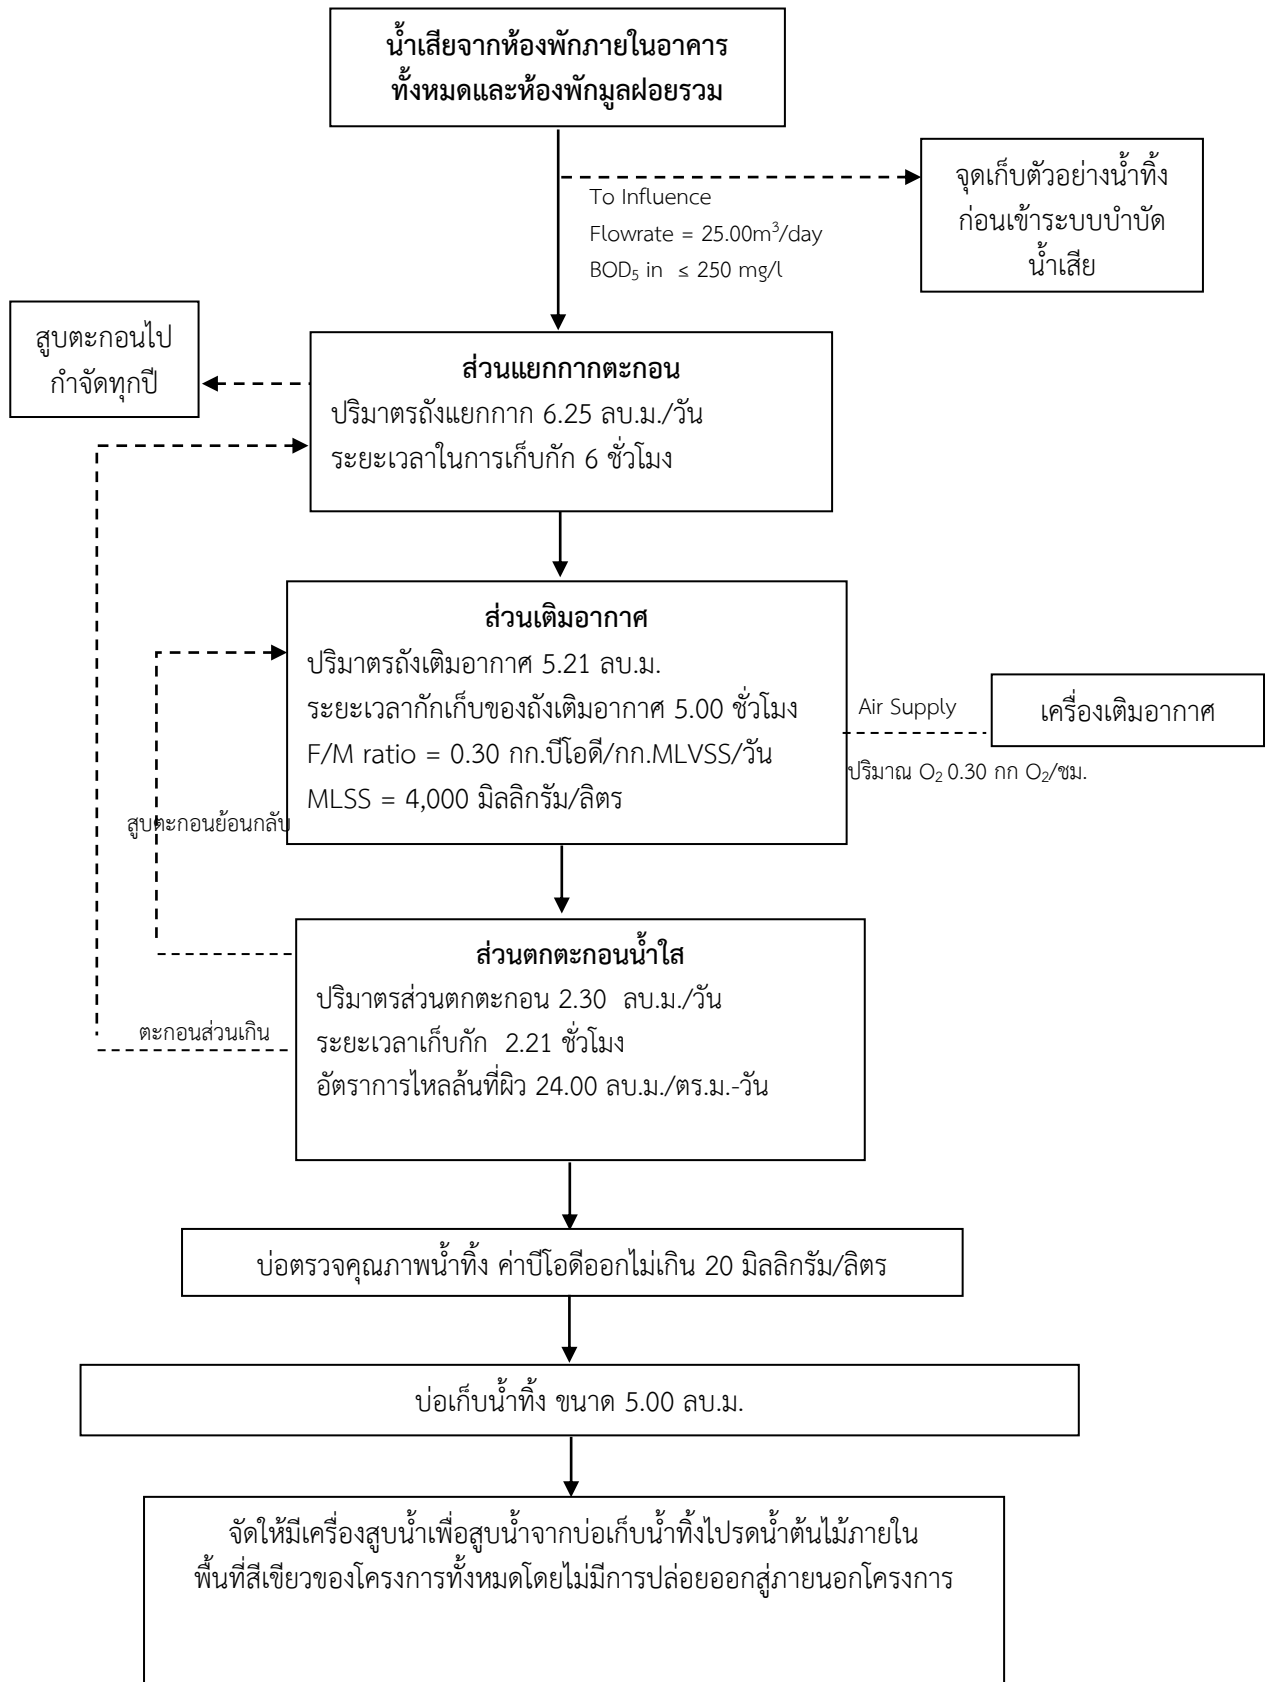 น้ำเสียจากห้องพักภายในอาคาร
ทั้งหมดและห้องพักมูลฝอยรวม
จุดเก็บตัวอย่างน้ำทิ้ง
ก่อนเข้าระบบบำบัด
น้ำเสีย
To Influence
Flowrate = 25.00m³/day
BOD₅ in ≤ 250 mg/l
สูบตะกอนไป
กำจัดทุกปี
ส่วนแยกกากตะกอน
ปริมาตรถังแยกกาก 6.25 ลบ.ม./วัน
ระยะเวลาในการเก็บกัก 6 ชั่วโมง
ส่วนเติมอากาศ
ปริมาตรถังเติมอากาศ 5.21 ลบ.ม.
ระยะเวลากักเก็บของถังเติมอากาศ 5.00 ชั่วโมง
F/M ratio = 0.30 กก.บีโอดี/กก.MLVSS/วัน
MLSS = 4,000 มิลลิกรัม/ลิตร
Air Supply
เครื่องเติมอากาศ
ปริมาณ O₂ 0.30 กก O₂/ชม.
สูบตะกอนย้อนกลับ
ส่วนตกตะกอนน้ำใส
ปริมาตรส่วนตกตะกอน 2.30 ลบ.ม./วัน
ระยะเวลาเก็บกัก 2.21 ชั่วโมง
อัตราการไหลล้นที่ผิว 24.00 ลบ.ม./ตร.ม.-วัน
ตะกอนส่วนเกิน
บ่อตรวจคุณภาพน้ำทิ้ง ค่าบีโอดีออกไม่เกิน 20 มิลลิกรัม/ลิตร
บ่อเก็บน้ำทิ้ง ขนาด 5.00 ลบ.ม.
จัดให้มีเครื่องสูบน้ำเพื่อสูบน้ำจากบ่อเก็บน้ำทิ้งไปรดน้ำต้นไม้ภายใน
พื้นที่สีเขียวของโครงการทั้งหมดโดยไม่มีการปล่อยออกสู่ภายนอกโครงการ